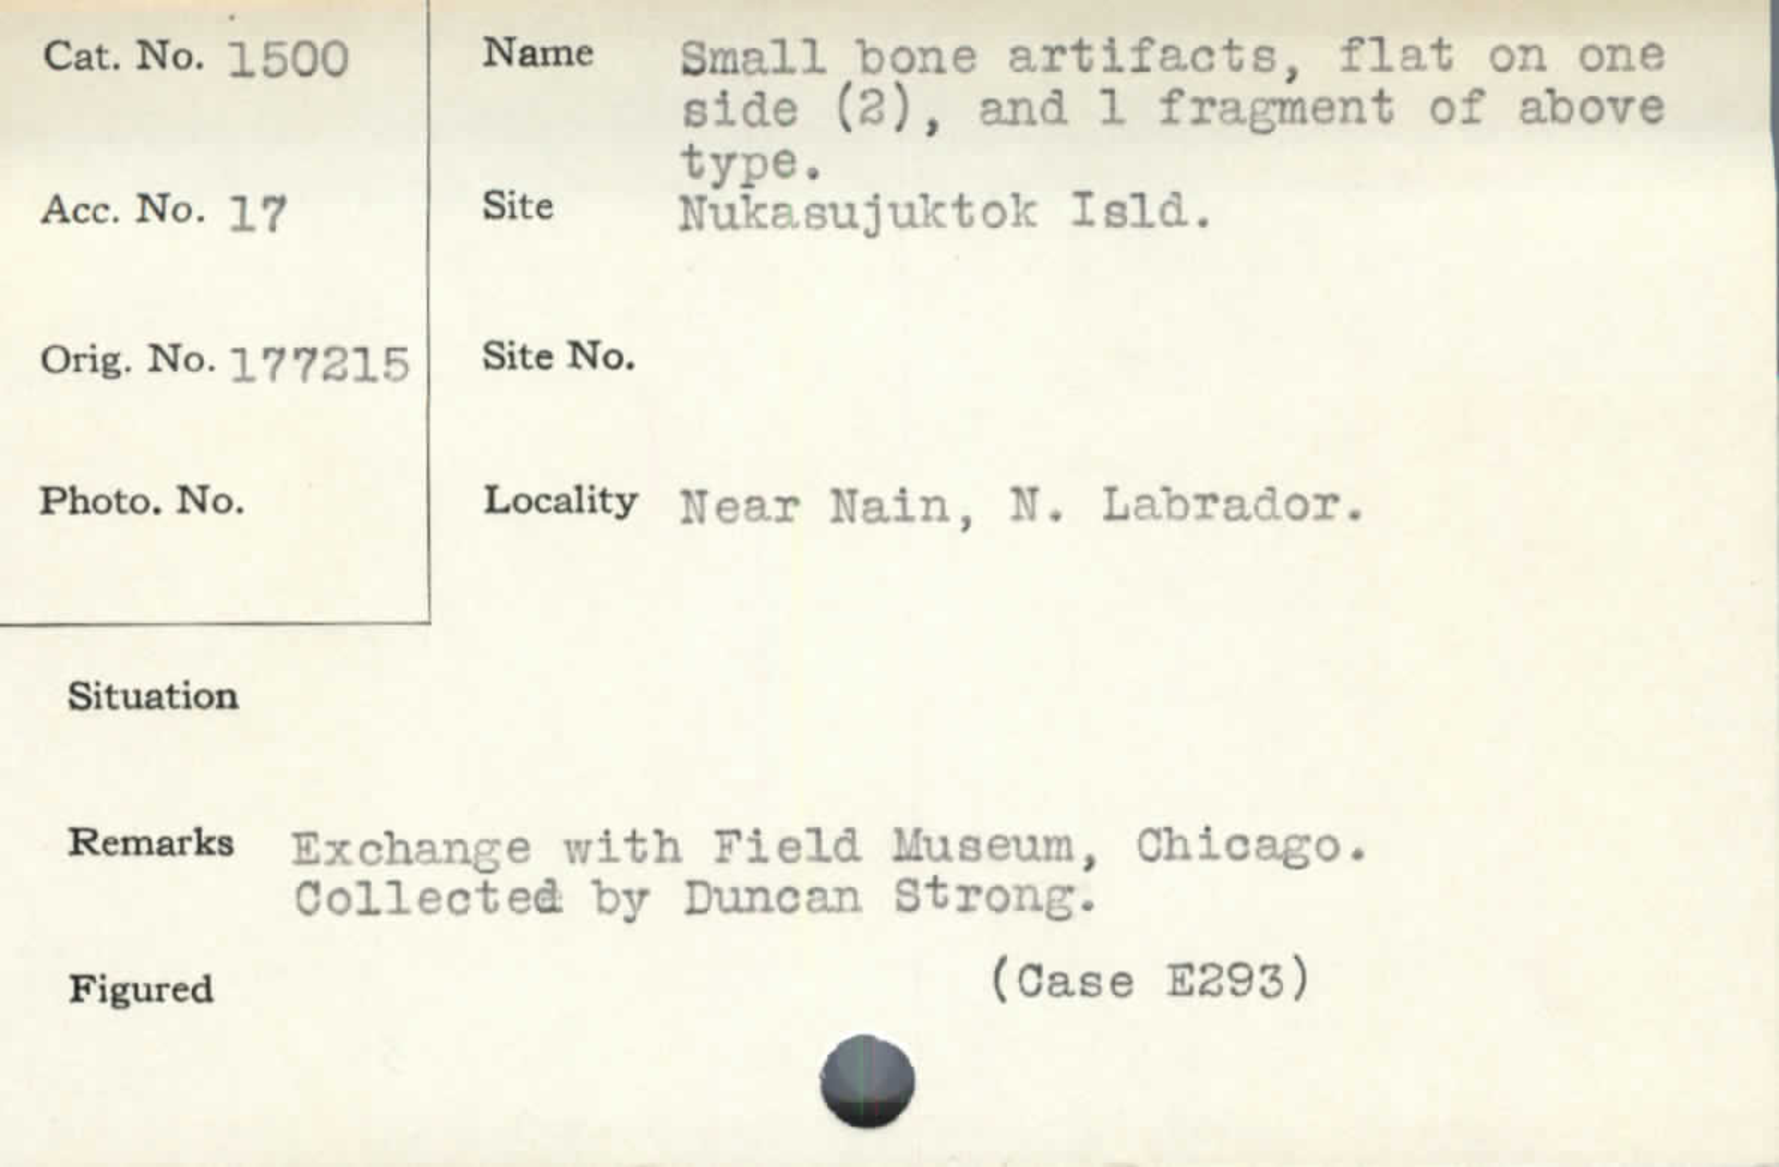 Cat. No. 1500
Name Small bone artifacts, flat on one
side (2), and 1 fragment of above
type.
Acc. No. 17
Site Nukasujuktok Isld.
Orig. No. 177215
Site No.
Photo. No.
Locality Near Nain, N. Labrador.
Situation
Remarks Exchange with Field Museum, Chicago.
Collected by Duncan Strong.
Figured
(Case E293)